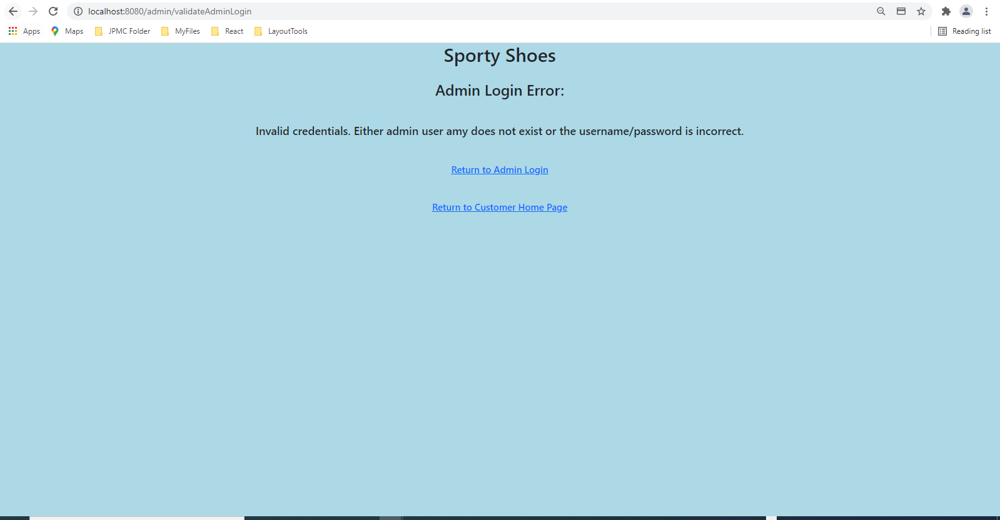 localhost:8080/admin/validateAdminLogin
Apps Maps JPMC Folder MyFiles React LayoutTools Reading list
Sporty Shoes
Admin Login Error:
Invalid credentials. Either admin user amy does not exist or the username/password is incorrect.
Return to Admin Login
Return to Customer Home Page